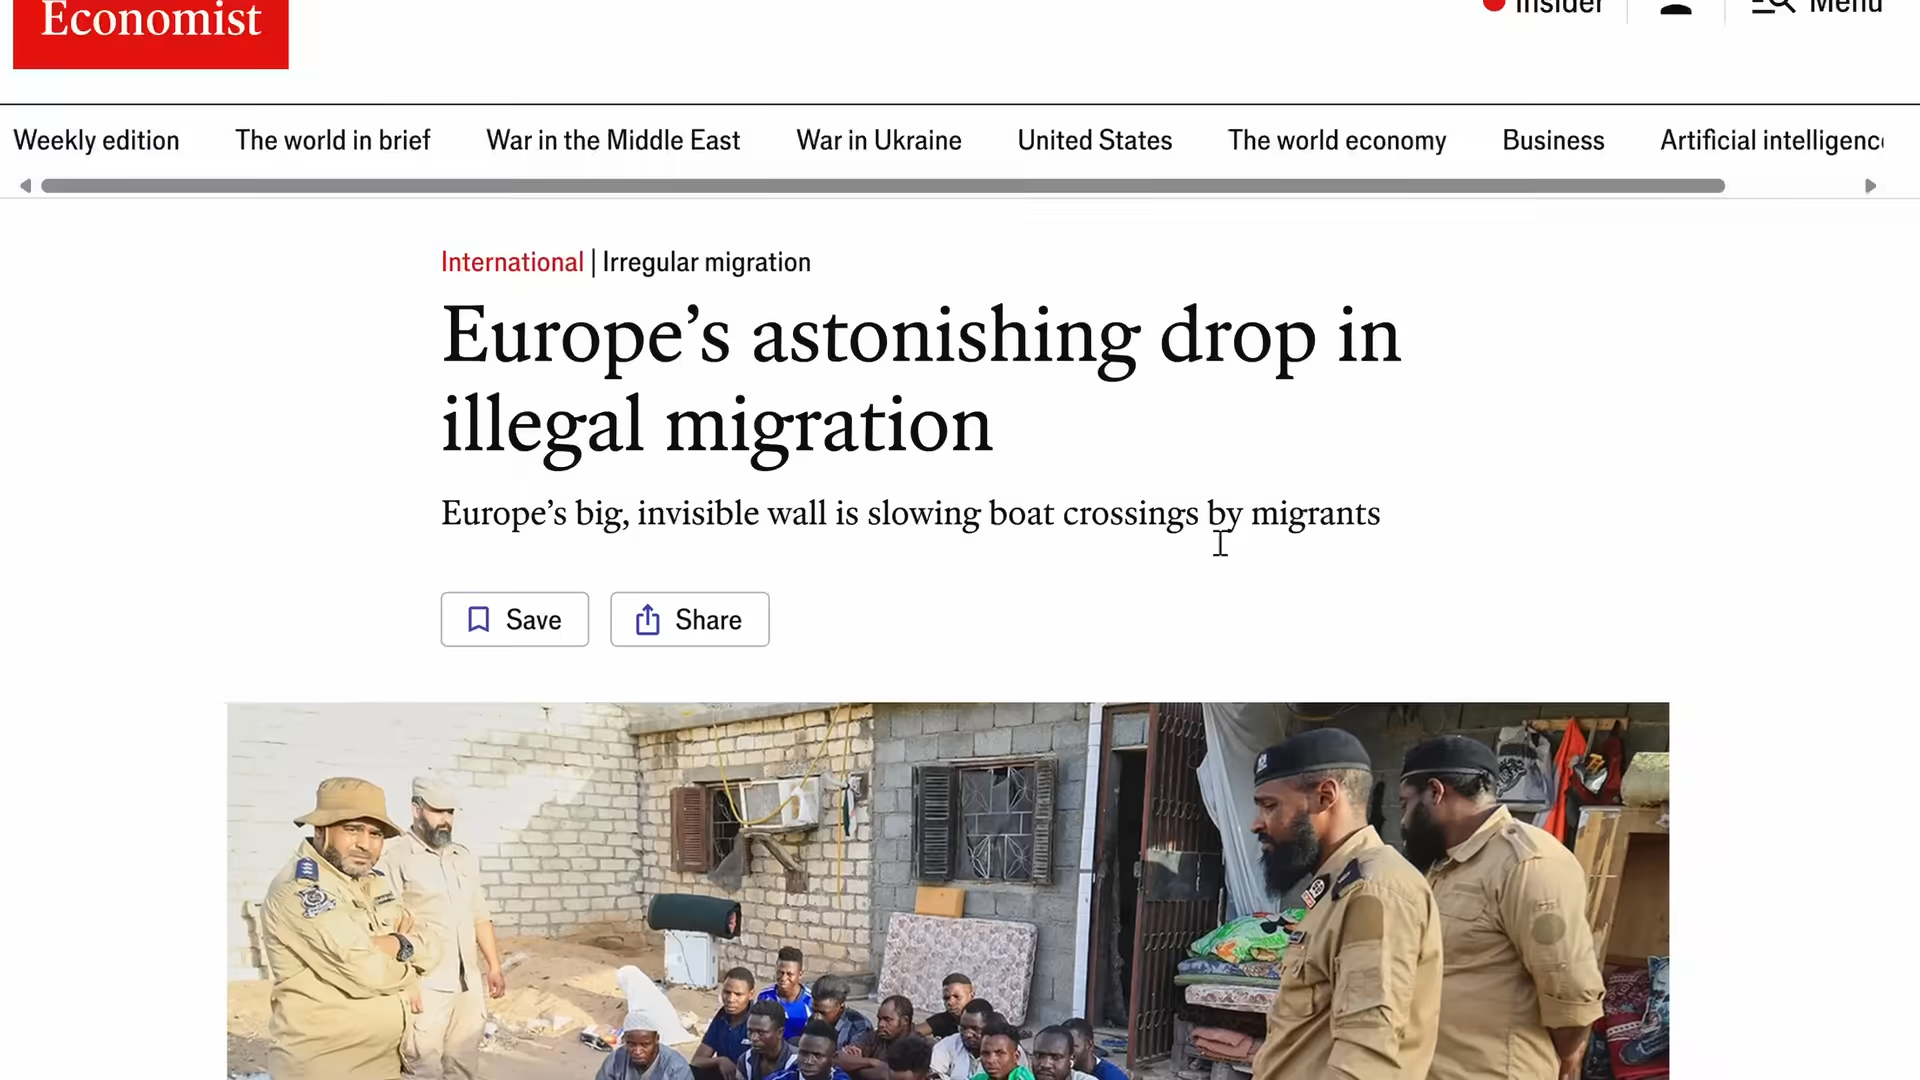 Economist
Insider
Menu
Weekly edition
The world in brief
War in the Middle East
War in Ukraine
United States
The world economy
Business
Artificial intelligenc
International | Irregular migration
Europe’s astonishing drop in
illegal migration
Europe’s big, invisible wall is slowing boat crossings by migrants
Save
Share